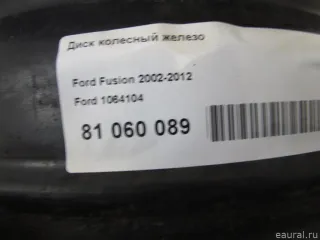 Диск колесный железо
Ford Fusion 2002-2012
Ford 1064104
81 060 089
eaural.ru